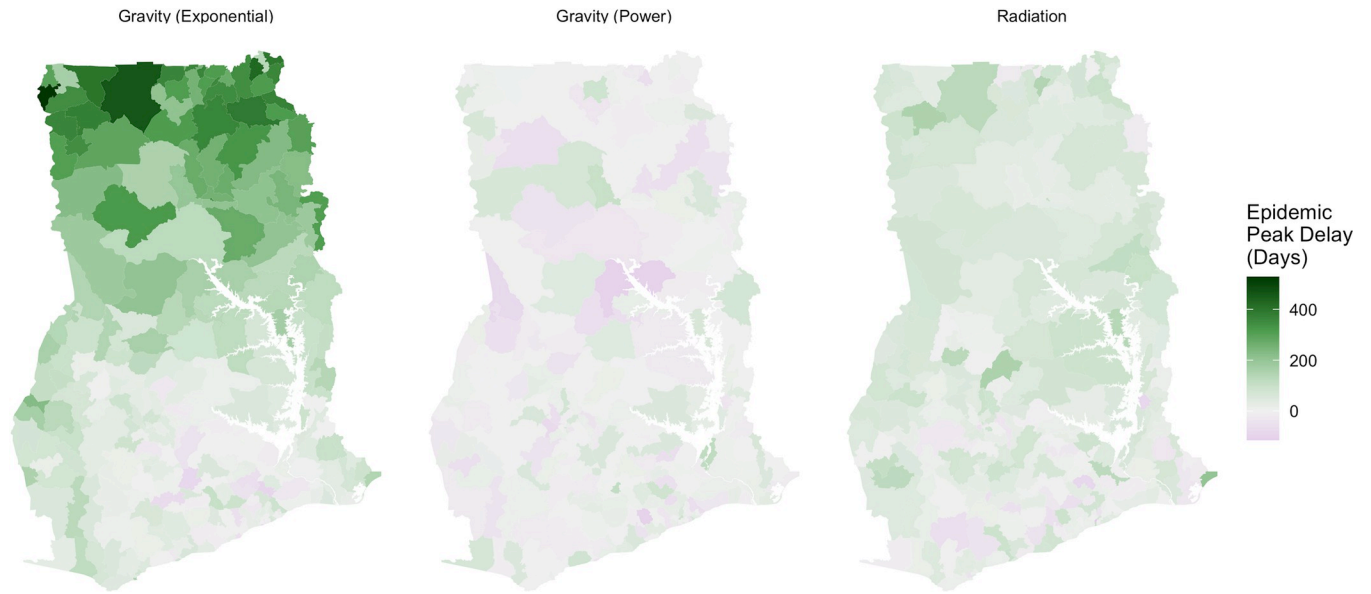 Gravity (Exponential)
Gravity (Power)
Radiation
Epidemic
Peak Delay
(Days)
400
200
0